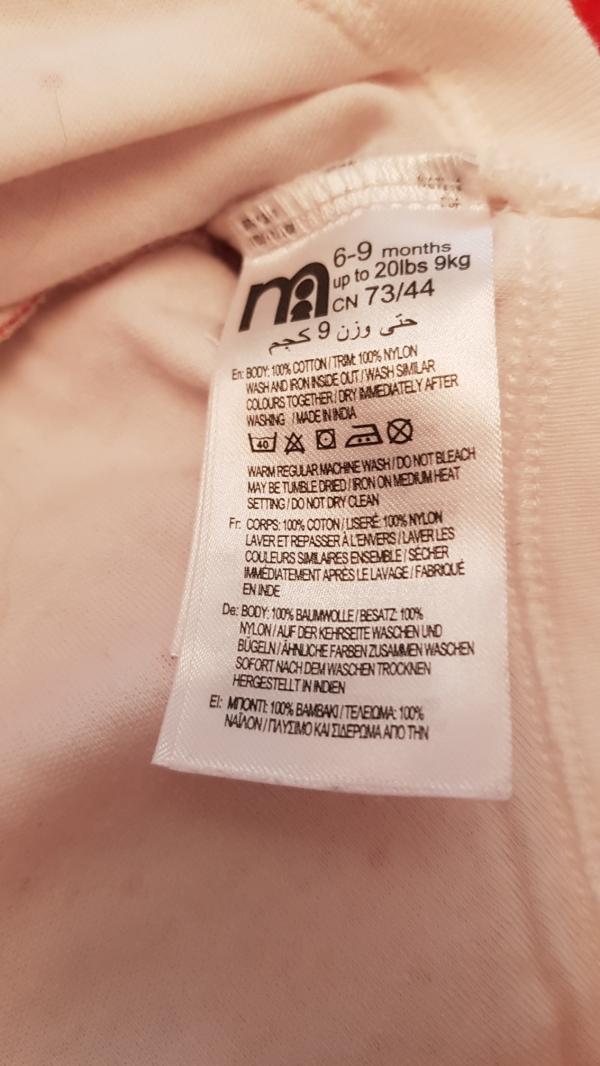 6-9 months
up to 20lbs 9kg
CN 73/44
حتى وزن 9 كجم
En: BODY: 100% COTTON / TRIM: 100% NYLON
WASH AND IRON INSIDE OUT / WASH SIMILAR
COLOURS TOGETHER / DRY IMMEDIATELY AFTER
WASHING / MADE IN INDIA
40
WARM REGULAR MACHINE WASH / DO NOT BLEACH
MAY BE TUMBLE DRIED / IRON ON MEDIUM HEAT
SETTING / DO NOT DRY CLEAN
Fr: CORPS: 100% COTON / LISERÉ: 100% NYLON
LAVER ET REPASSER À L'ENVERS / LAVER LES
COULEURS SIMILAIRES ENSEMBLE / SÉCHER
IMMÉDIATEMENT APRÈS LE LAVAGE / FABRIQUÉ
EN INDE
De: BODY: 100% BAUMWOLLE / BESATZ: 100%
NYLON / AUF DER KEHRSEITE WASCHEN UND
BÜGELN / ÄHNLICHE FARBEN ZUSAMMEN WASCHEN
SOFORT NACH DEM WASCHEN TROCKNEN
HERGESTELLT IN INDIEN
El: ΜΠΟΝΤΙ: 100% ΒΑΜΒΑΚΙ / ΤΕΛΕΙΩΜΑ: 100%
ΝΑΪΛΟΝ / ΠΛΥΣΙΜΟ ΚΑΙ ΣΙΔΕΡΩΜΑ ΑΠΟ ΤΗΝ